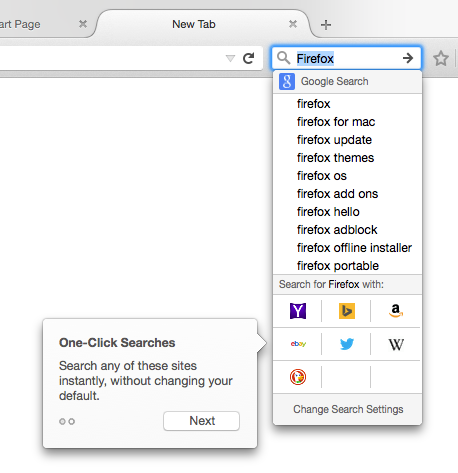 art Page
New Tab
Firefox
Google Search
firefox
firefox for mac
firefox update
firefox themes
firefox os
firefox add ons
firefox hello
firefox adblock
firefox offline installer
firefox portable
Search for Firefox with:
ebay
W
One-Click Searches
Search any of these sites
instantly, without changing your
default.
Next
Change Search Settings